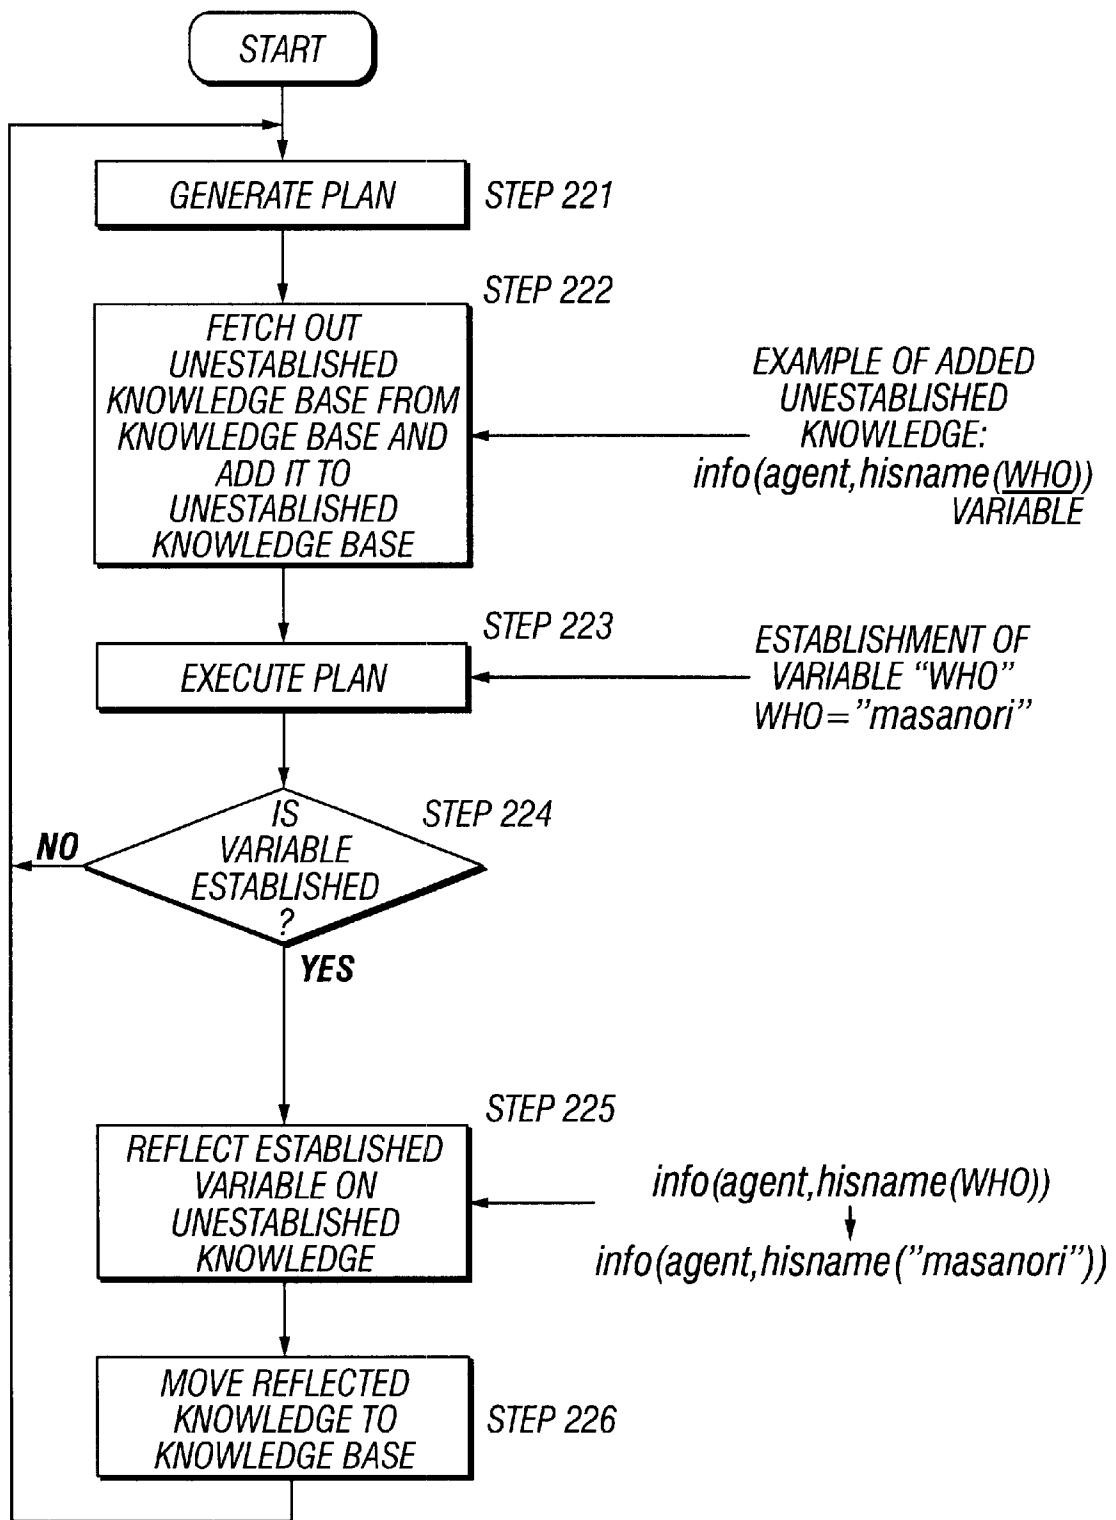 START
GENERATE PLAN
STEP 221
STEP 222
FETCH OUT
UNESTABLISHED
KNOWLEDGE BASE FROM
KNOWLEDGE BASE AND
ADD IT TO
UNESTABLISHED
KNOWLEDGE BASE
EXAMPLE OF ADDED
UNESTABLISHED
KNOWLEDGE:
info(agent,hisname(WHO))
VARIABLE
STEP 223
EXECUTE PLAN
ESTABLISHMENT OF
VARIABLE “WHO”
WHO=”masanori”
STEP 224
IS
VARIABLE
ESTABLISHED
?
NO
YES
STEP 225
REFLECT ESTABLISHED
VARIABLE ON
UNESTABLISHED
KNOWLEDGE
info(agent,hisname(WHO))
info(agent,hisname(”masanori”))
MOVE REFLECTED
KNOWLEDGE TO
KNOWLEDGE BASE
STEP 226